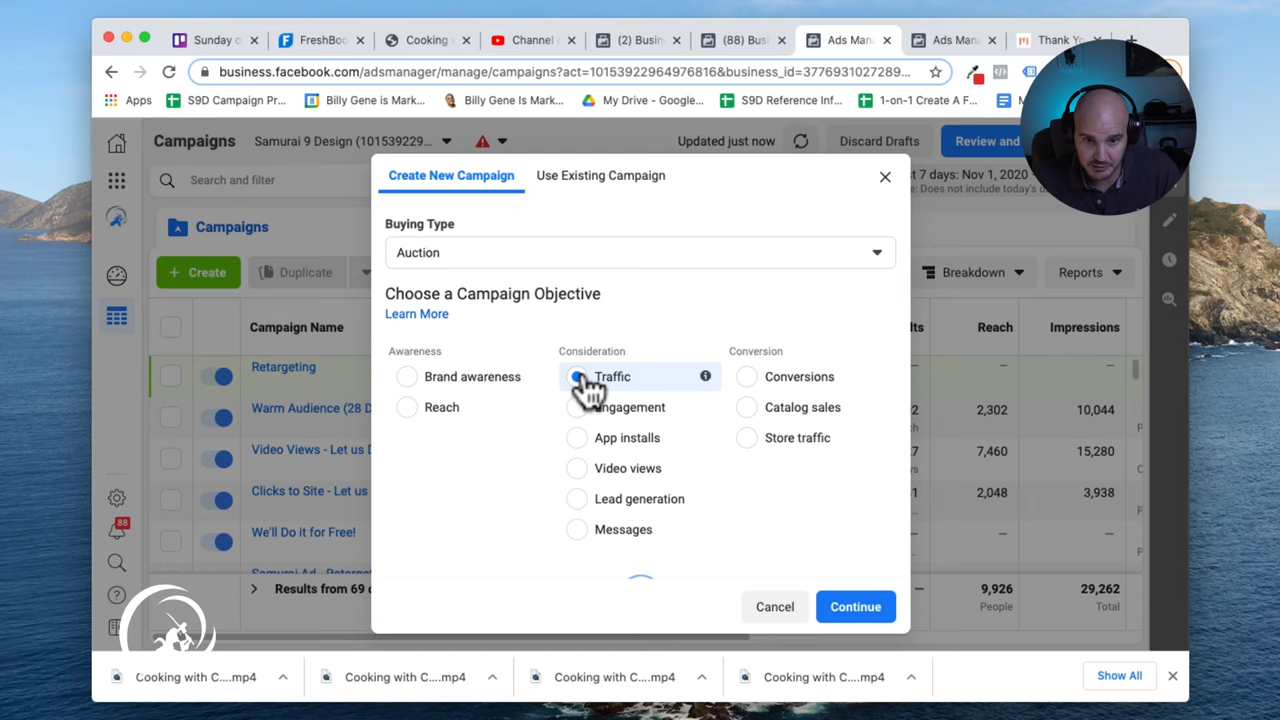 Sunday o
FreshBoo
Cooking w
Channel c
(2) Busin
(88) Busi
Ads Mana
Ads Mana
Thank Yo
business.facebook.com/adsmanager/manage/campaigns?act=10153922964976816&business_id=3776931027289...
Apps
S9D Campaign Pr...
Billy Gene is Mark...
Billy Gene Is Mark...
My Drive - Google...
S9D Reference Inf...
1-on-1 Create A F...
Campaigns
Samurai 9 Design (101539229...
Updated just now
Discard Drafts
Review and
Search and filter
t 7 days: Nov 1, 2020
e: Does not include today's d
Campaigns
+ Create
Duplicate
Breakdown
Reports
Campaign Name
lts
Reach
Impressions
Retargeting
—
—
Warm Audience (28 D
2,302
10,044
Video Views - Let us D
7,460
15,280
Clicks to Site - Let us
2,048
3,938
We'll Do it for Free!
—
—
Results from 69 c
—
9,926
People
29,262
Total
88
Create New Campaign
Use Existing Campaign
Buying Type
Auction
Choose a Campaign Objective
Learn More
Awareness
Consideration
Conversion
Brand awareness
Traffic
Conversions
Reach
Engagement
Catalog sales
App installs
Store traffic
Video views
Lead generation
Messages
Cancel
Continue
Cooking with C....mp4
Cooking with C....mp4
Cooking with C....mp4
Cooking with C....mp4
Show All